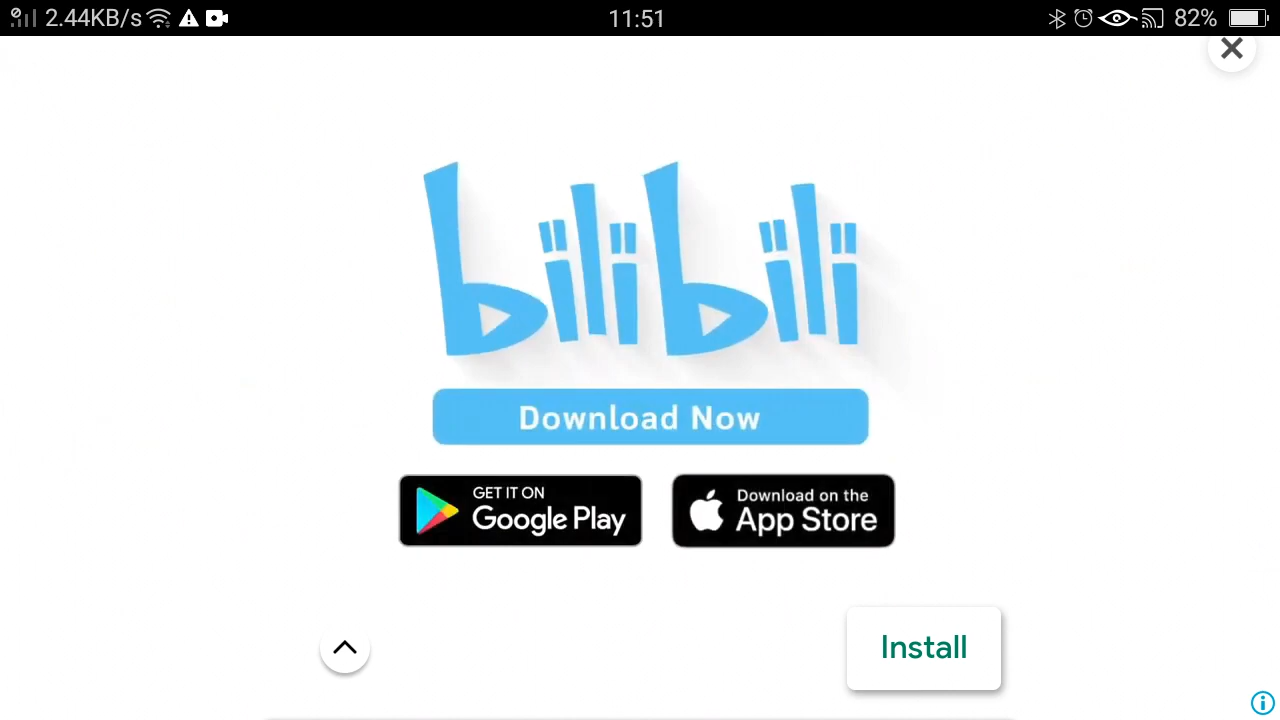 2.44KB/s
11:51
82%
bilibili
Download Now
GET IT ON
Google Play
Download on the
App Store
Install